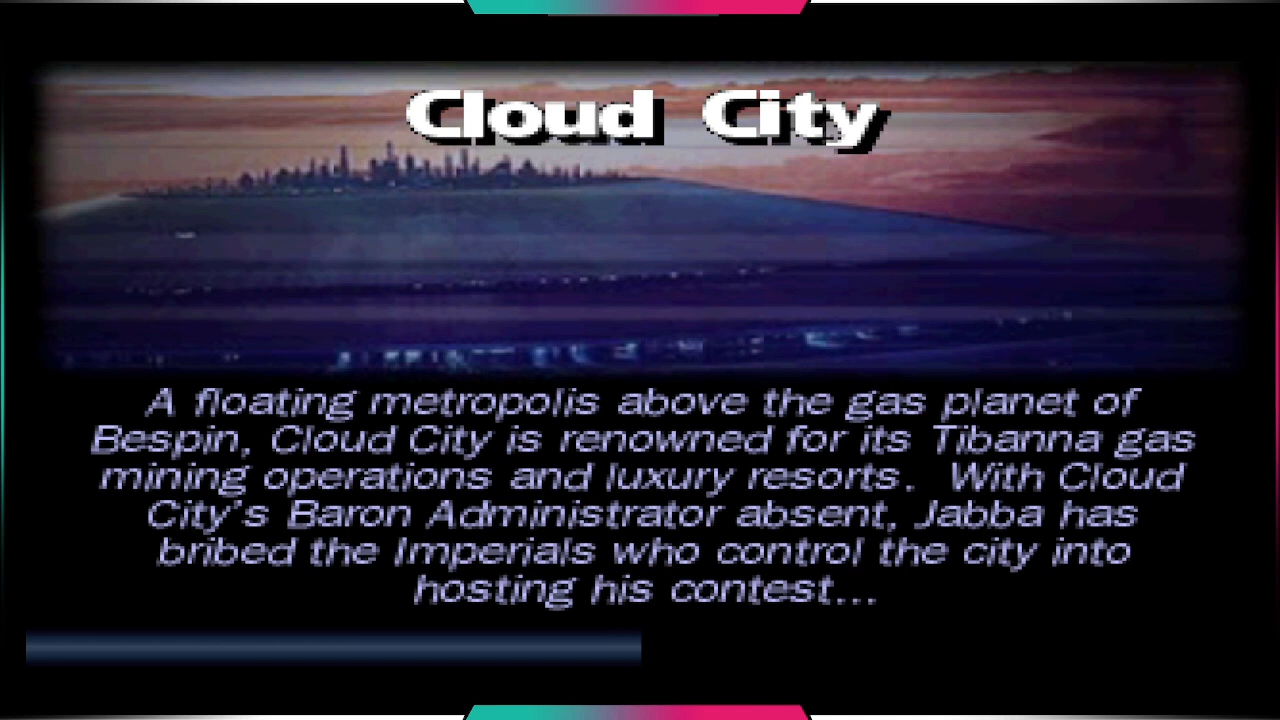 Cloud City
A floating metropolis above the gas planet of
Bespin, Cloud City is renowned for its Tibanna gas
mining operations and luxury resorts.  With Cloud
City's Baron Administrator absent, Jabba has
bribed the Imperials who control the city into
hosting his contest...